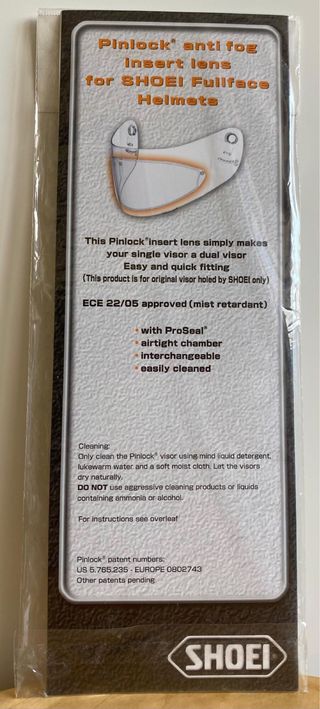 Pinlock® anti fog
insert lens
for SHOEI Fullface
Helmets
This Pinlock® insert lens simply makes
your single visor a dual visor
Easy and quick fitting
(This product is for original visor holed by SHOEI only)
ECE 22/05 approved (mist retardant)
• with ProSeal®
• airtight chamber
• interchangeable
• easily cleaned
Cleaning:
Only clean the Pinlock® visor using mind liquid detergent,
lukewarm water and a soft moist cloth. Let the visors
dry naturally.
DO NOT use aggressive cleaning products or liquids
containing ammonia or alcohol.
For instructions see overleaf
Pinlock® patent numbers:
US 5.765.235 - EUROPE 0802743
Other patents pending
SHOEI